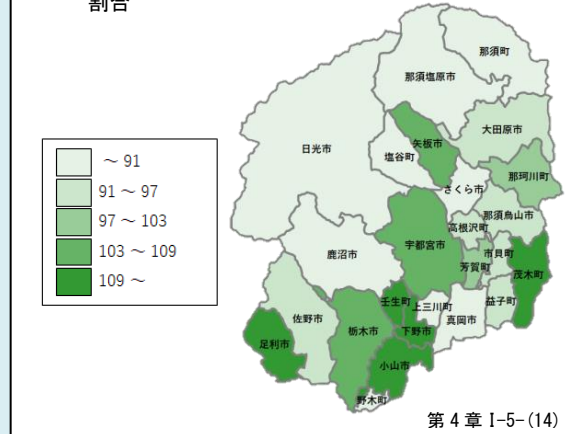 割合
～ 91
91 ～ 97
97 ～ 103
103 ～ 109
109 ～
那須町
那須塩原市
大田原市
日光市
矢板市
塩谷町
那珂川町
さくら市
那須烏山市
高根沢町
宇都宮市
鹿沼市
芳賀町
市貝町
茂木町
壬生町
上三川町
益子町
真岡市
佐野市
栃木市
下野市
足利市
小山市
野木町
第４章 Ⅰ-5-(14)